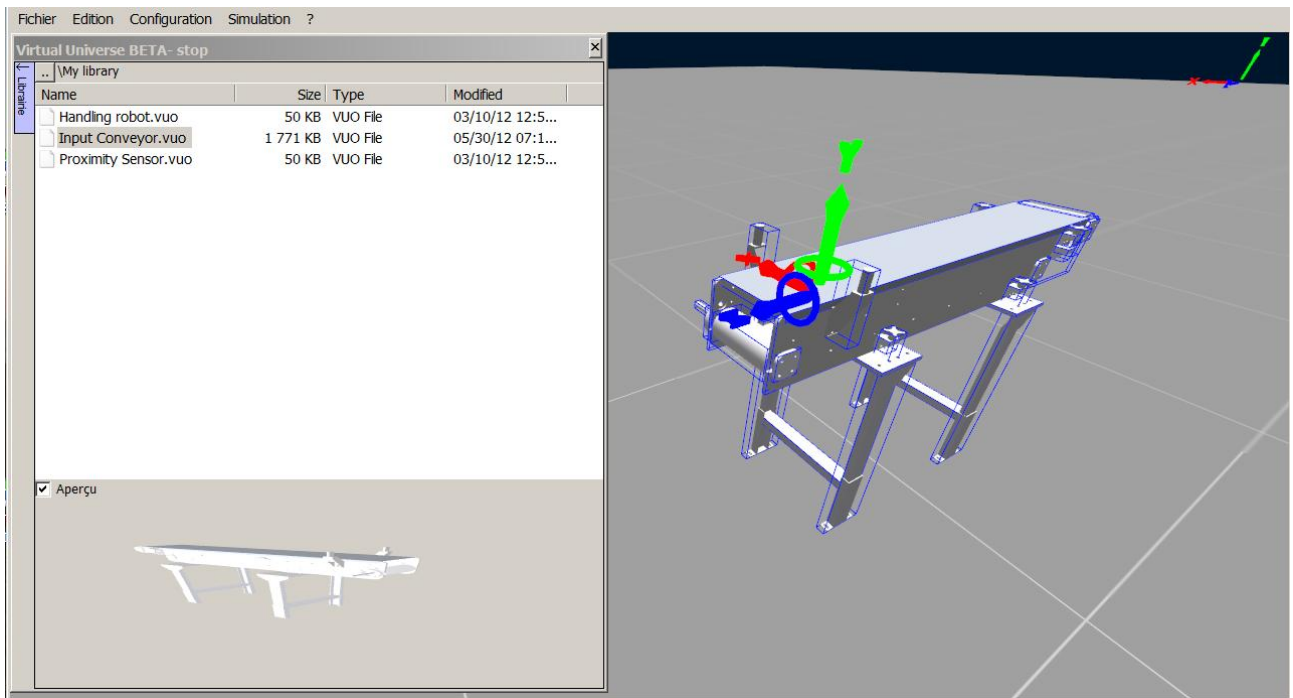 Fichier Edition Configuration Simulation ?
Virtual Universe BETA- stop
.. \My library
Librairie
Name Size Type Modified
Handling robot.vuo 50 KB VUO File 03/10/12 12:5...
Input Conveyor.vuo 1 771 KB VUO File 05/30/12 07:1...
Proximity Sensor.vuo 50 KB VUO File 03/10/12 12:5...
Aperçu
Y
X